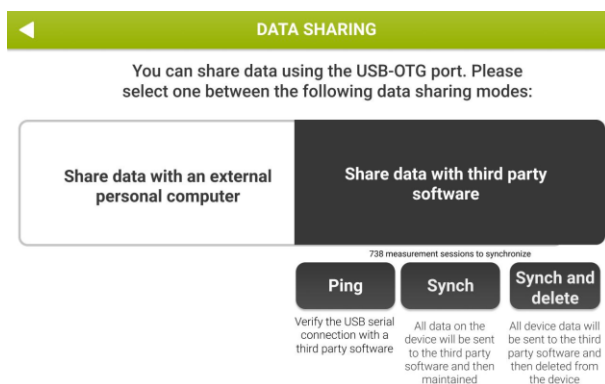 DATA SHARING
You can share data using the USB-OTG port. Please
select one between the following data sharing modes:
Share data with an external
personal computer
Share data with third party
software
738 measurement sessions to synchronize
Ping
Verify the USB serial
connection with a
third party software
Synch
All data on the
device will be sent
to the third party
software and then
maintained
Synch and
delete
All device data will
be sent to the third
party software and
then deleted from
the device